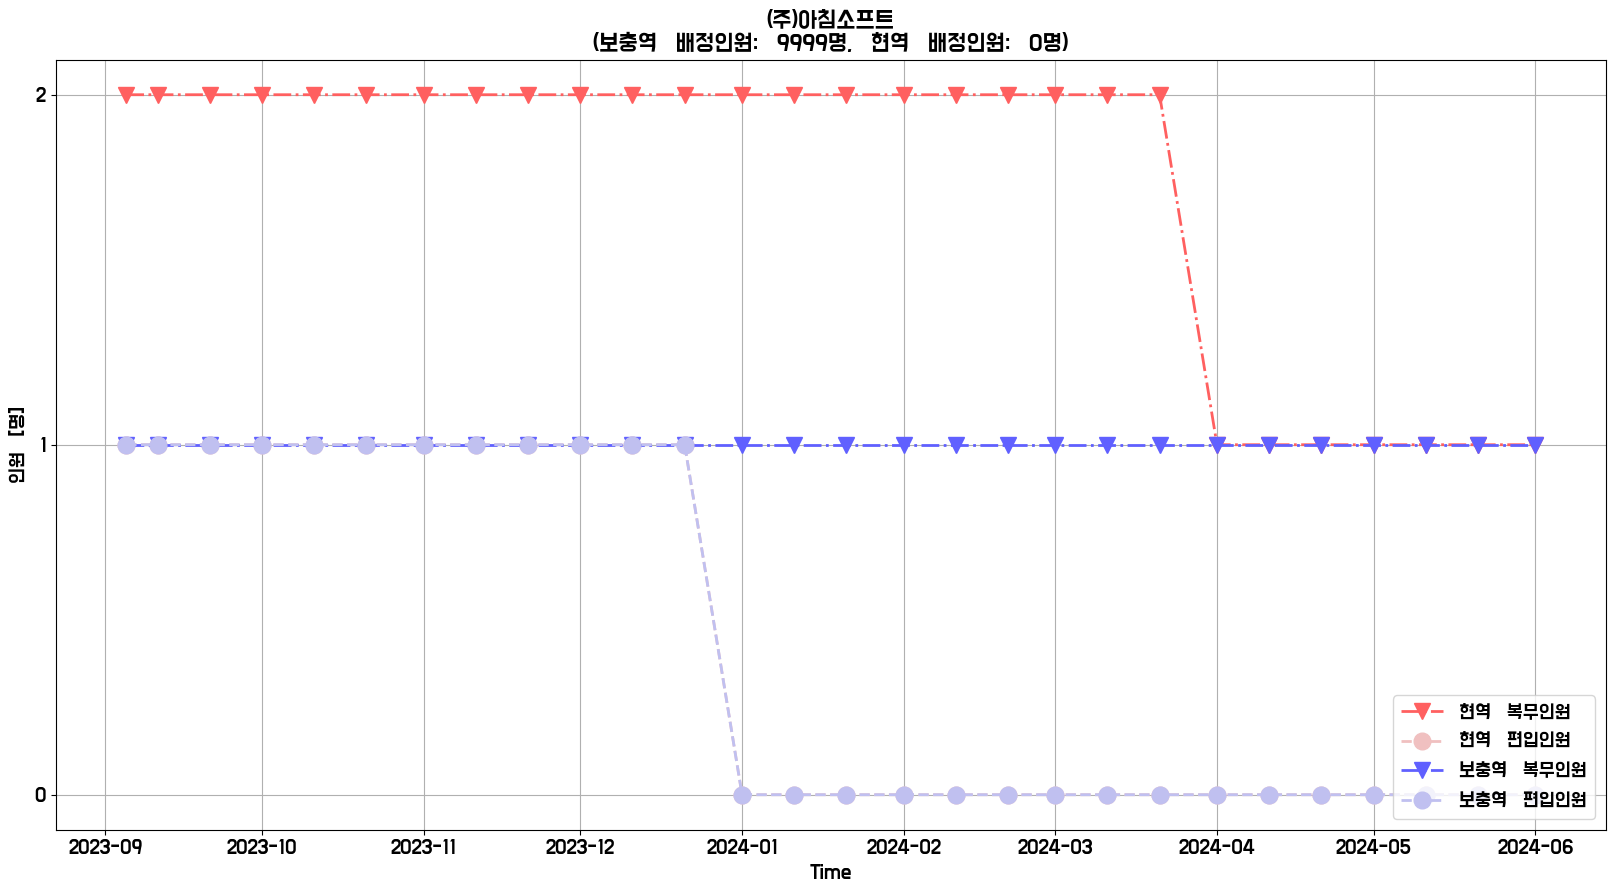 (주)아침소프트
(보충역 배정인원: 9999명, 현역 배정인원: 0명)
2
1
0
인원 [명]
현역 복무인원
현역 편입인원
보충역 복무인원
보충역 편입인원
2023-09 2023-10 2023-11 2023-12 2024-01 2024-02 2024-03 2024-04 2024-05 2024-06
Time